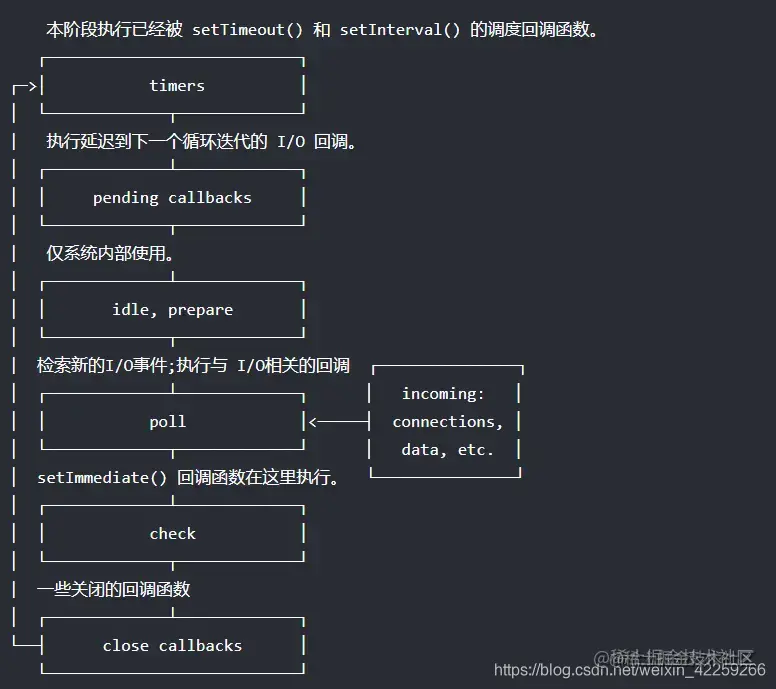 本阶段执行已经被 setTimeout() 和 setInterval() 的调度回调函数。
timers
执行延迟到下一个循环迭代的 I/O 回调。
pending callbacks
仅系统内部使用。
idle, prepare
检索新的I/O事件;执行与 I/O相关的回调
incoming:
poll
connections,
data, etc.
setImmediate() 回调函数在这里执行。
check
一些关闭的回调函数
close callbacks
@稀土掘金技术社区
https://blog.csdn.net/weixin_42259266